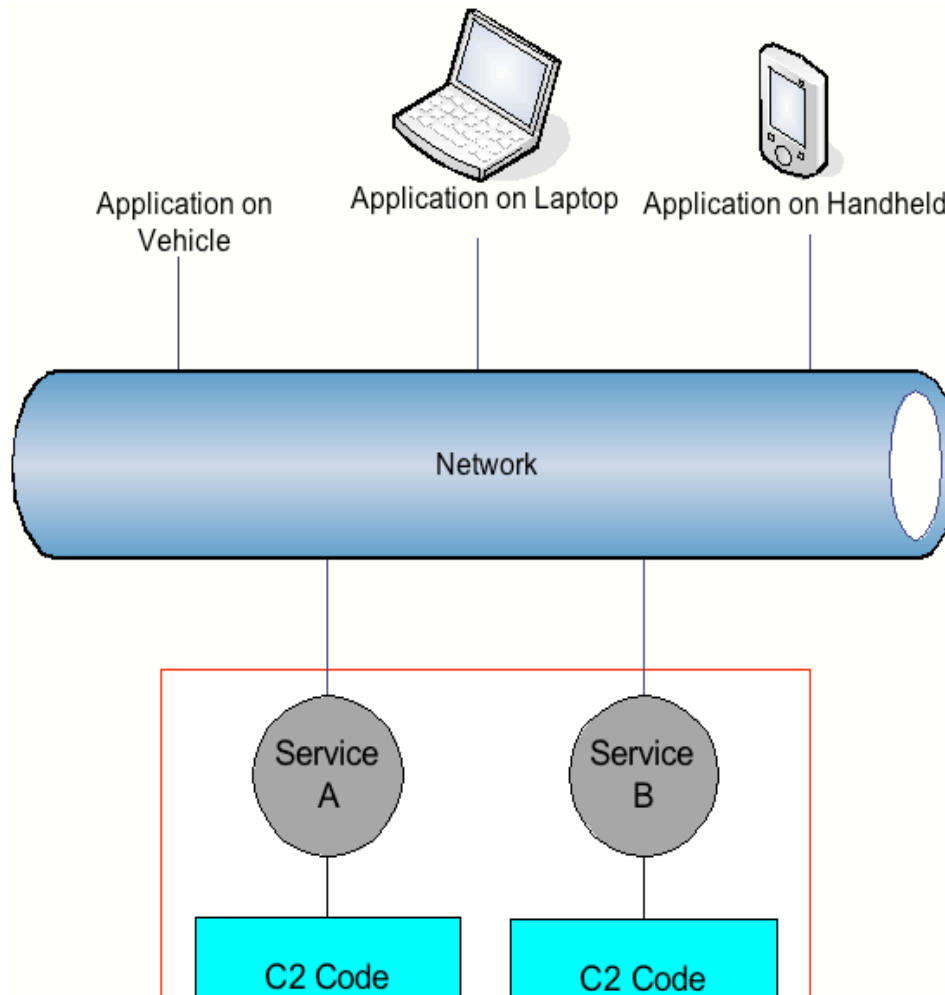 Application on
Vehicle
Application on Laptop
Application on Handheld
Network
Service
A
Service
B
C2 Code
C2 Code